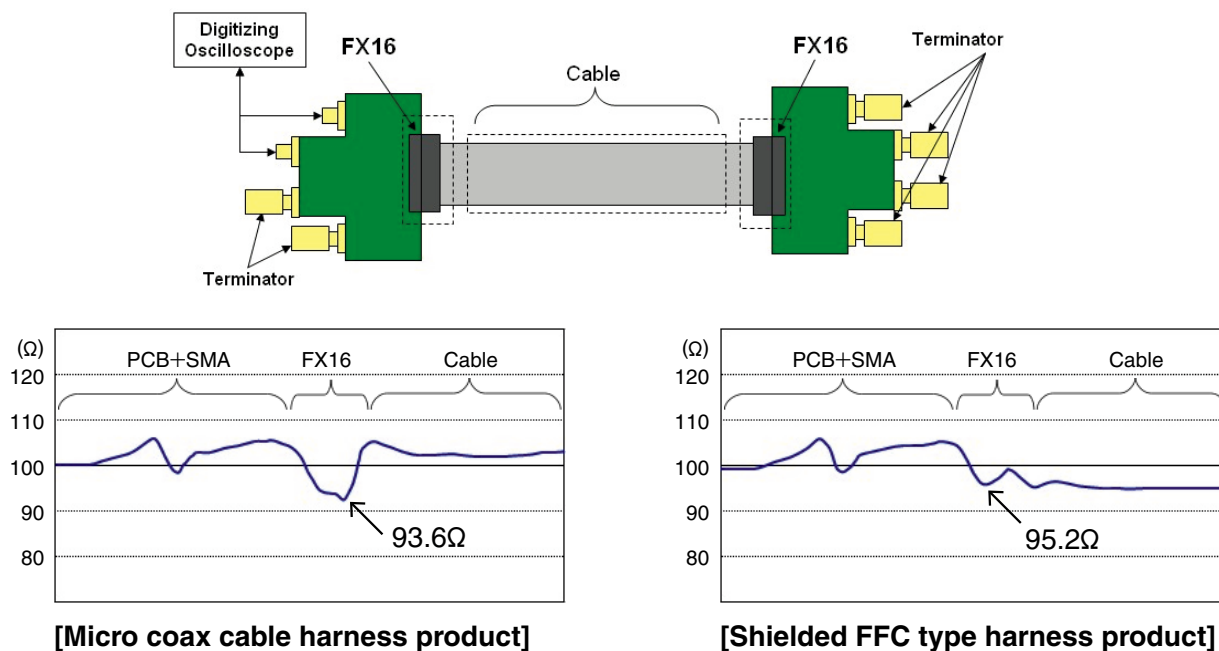 Digitizing
Oscilloscope
FX16
Cable
FX16
Terminator
Terminator
(Ω)
120
110
100
90
80
PCB+SMA
FX16
Cable
93.6Ω
[Micro coax cable harness product]
(Ω)
120
110
100
90
80
PCB+SMA
FX16
Cable
95.2Ω
[Shielded FFC type harness product]